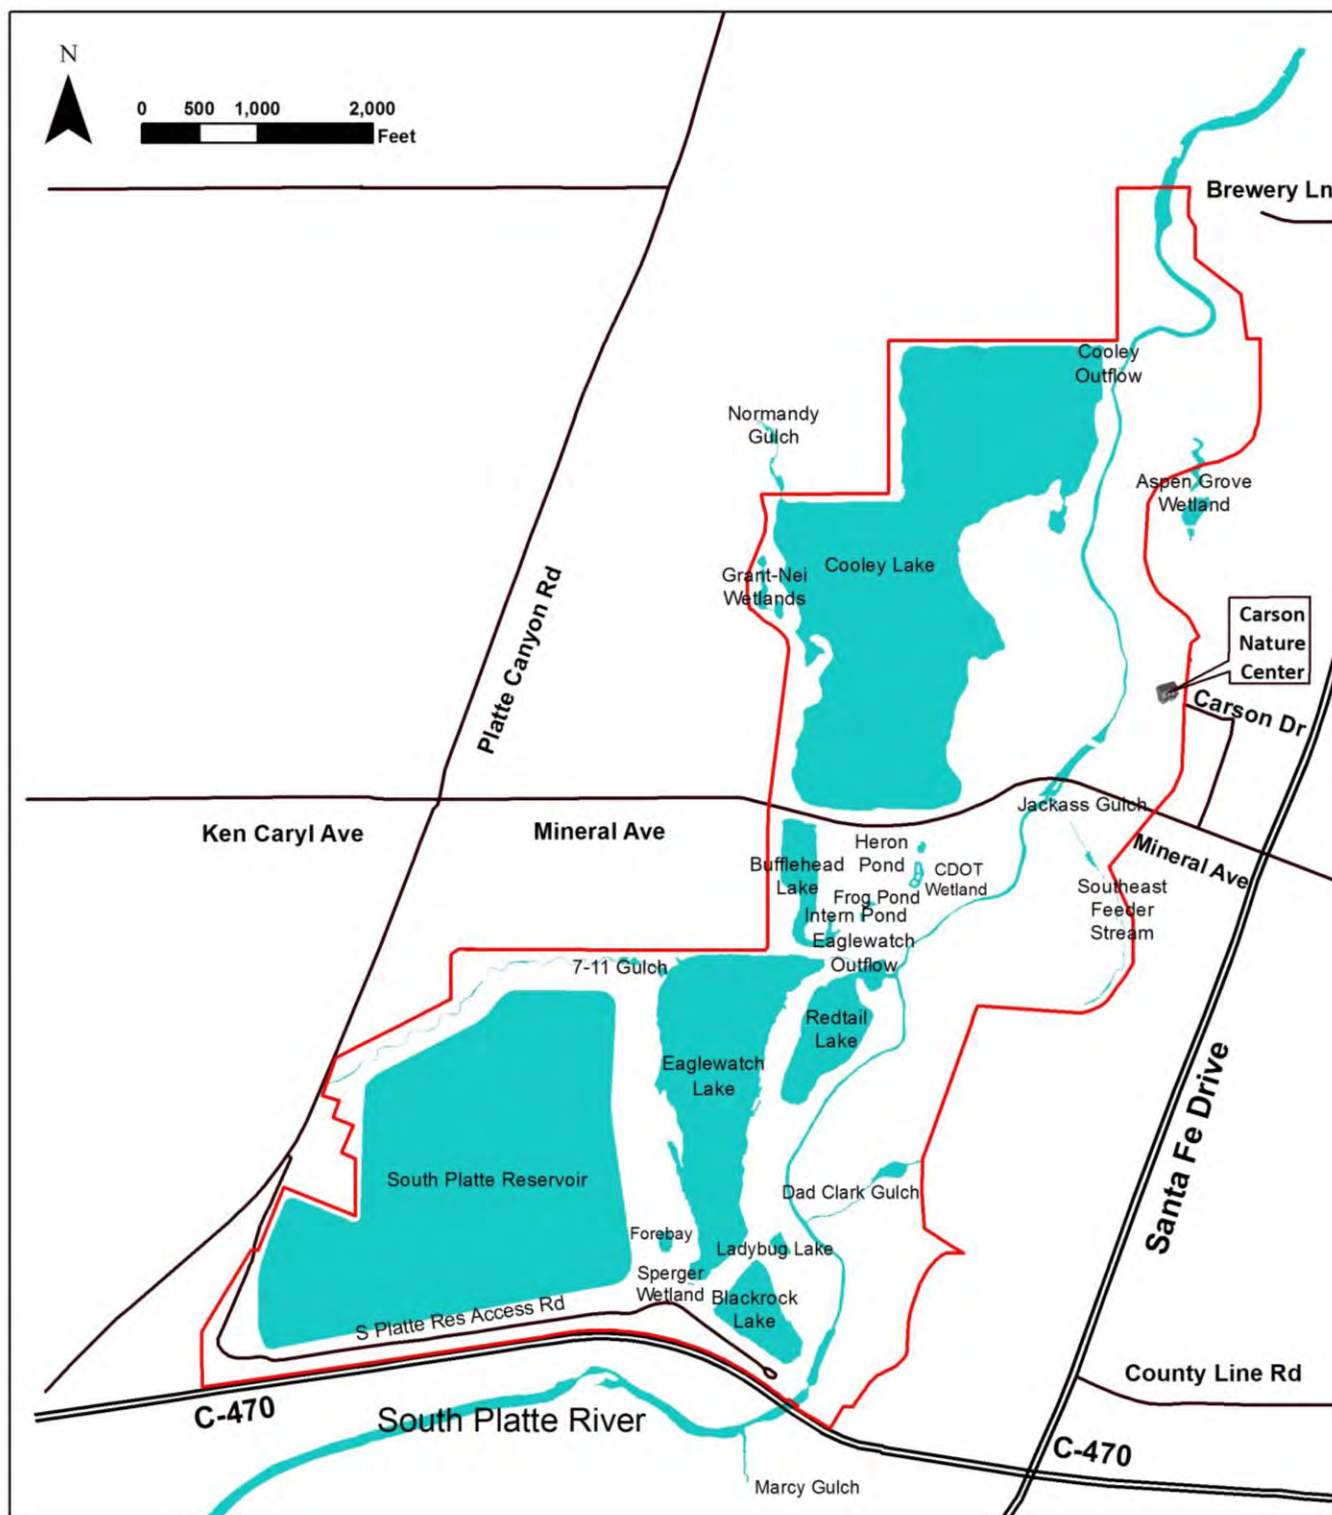 N
0 500 1,000 2,000
Feet
Brewery Ln
Cooley
Outflow
Normandy
Gulch
Aspen Grove
Wetland
Cooley Lake
Grant-Nei
Wetlands
Carson
Nature
Center
Platte Canyon Rd
Carson Dr
Jackass Gulch
Ken Caryl Ave
Mineral Ave
Mineral Ave
Heron
Pond
Bufflehead
Lake
CDOT
Wetland
Frog Pond
Intern Pond
Southeast
Feeder
Stream
Eaglewatch
Outflow
7-11 Gulch
Redtail
Lake
Eaglewatch
Lake
Santa Fe Drive
South Platte Reservoir
Dad Clark Gulch
Forebay
Ladybug Lake
Sperger
Wetland
Blackrock
Lake
S Platte Res Access Rd
County Line Rd
C-470
South Platte River
C-470
Marcy Gulch